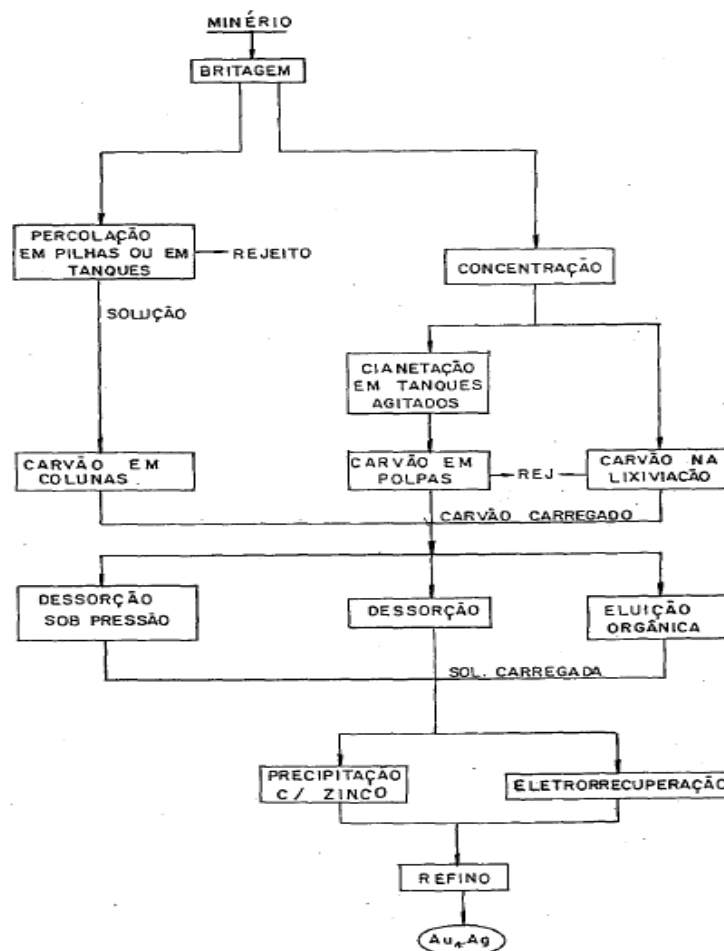 MINÉRIO
BRITAGEM
PERCOLAÇÃO
EM PILHAS OU EM
TANQUES
REJEITO
CONCENTRAÇÃO
SOLUÇÃO
CIANETAÇÃO
EM TANQUES
AGITADOS
CARVÃO EM
COLUNAS.
CARVÃO EM
POLPAS
REJ
CARVÃO NA
LIXIVIAÇÃO
CARVÃO CARREGADO
DESSORÇÃO
SOB PRESSÃO
DESSORÇÃO
ELUIÇÃO
ORGÂNICA
SOL. CARREGADA
PRECIPITAÇÃO
C/ ZINCO
ELETRORRECUPERAÇÃO
REFINO
Au, Ag